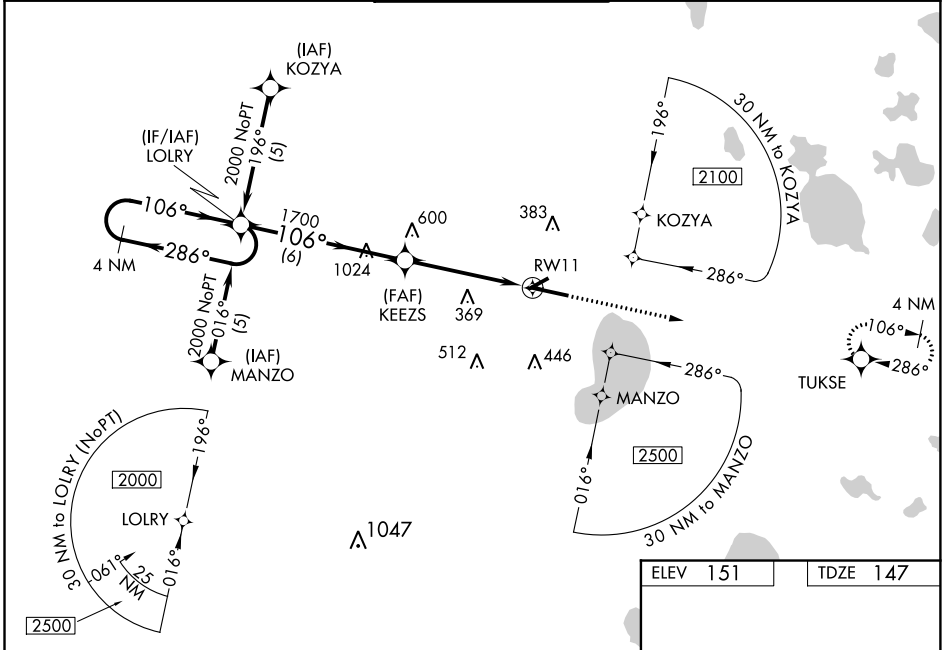 (IAF)
KOZYA
(IF/IAF)
LOLRY
2000 NoPT
196°
(5)
106°
286°
4 NM
1700
106°
(6)
1024
600
(FAF)
KEEZS
369
383
RW11
512
446
2000 NoPT
016°
(5)
(IAF)
MANZO
30 NM to KOZYA
196°
2100
KOZYA
286°
4 NM
106°
286°
TUKSE
286°
MANZO
2500
016°
30 NM to MANZO
30 NM to LOLRY (NoPT)
196°
2000
LOLRY
016°
061°
25
NM
2500
1047
ELEV 151
TDZE 147